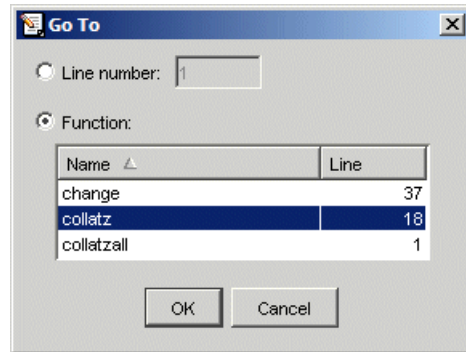 Go To
Line number: 1
Function:
Name Line
change 37
collatz 18
collatzall 1
OK Cancel